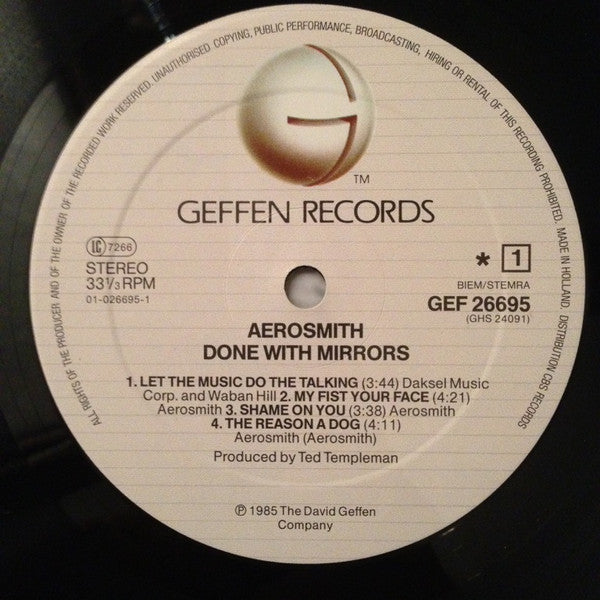 ALL RIGHTS OF THE PRODUCER AND OF THE OWNER OF THE RECORDED WORK RESERVED. UNAUTHORISED COPYING, PUBLIC PERFORMANCE, BROADCASTING, HIRING OR RENTAL OF THIS RECORDING PROHIBITED. MADE IN HOLLAND. DISTRIBUTION CBS RECORDS
G
TM
GEFFEN RECORDS
IC 7266
STEREO
33⅓ RPM
01-026695-1
* 1
BIEM/STEMRA
GEF 26695
(GHS 24091)
AEROSMITH
DONE WITH MIRRORS
1. LET THE MUSIC DO THE TALKING (3:44) Daksel Music
Corp. and Waban Hill 2. MY FIST YOUR FACE (4:21)
Aerosmith 3. SHAME ON YOU (3:38) Aerosmith
4. THE REASON A DOG (4:11)
Aerosmith (Aerosmith)
Produced by Ted Templeman
℗ 1985 The David Geffen
Company